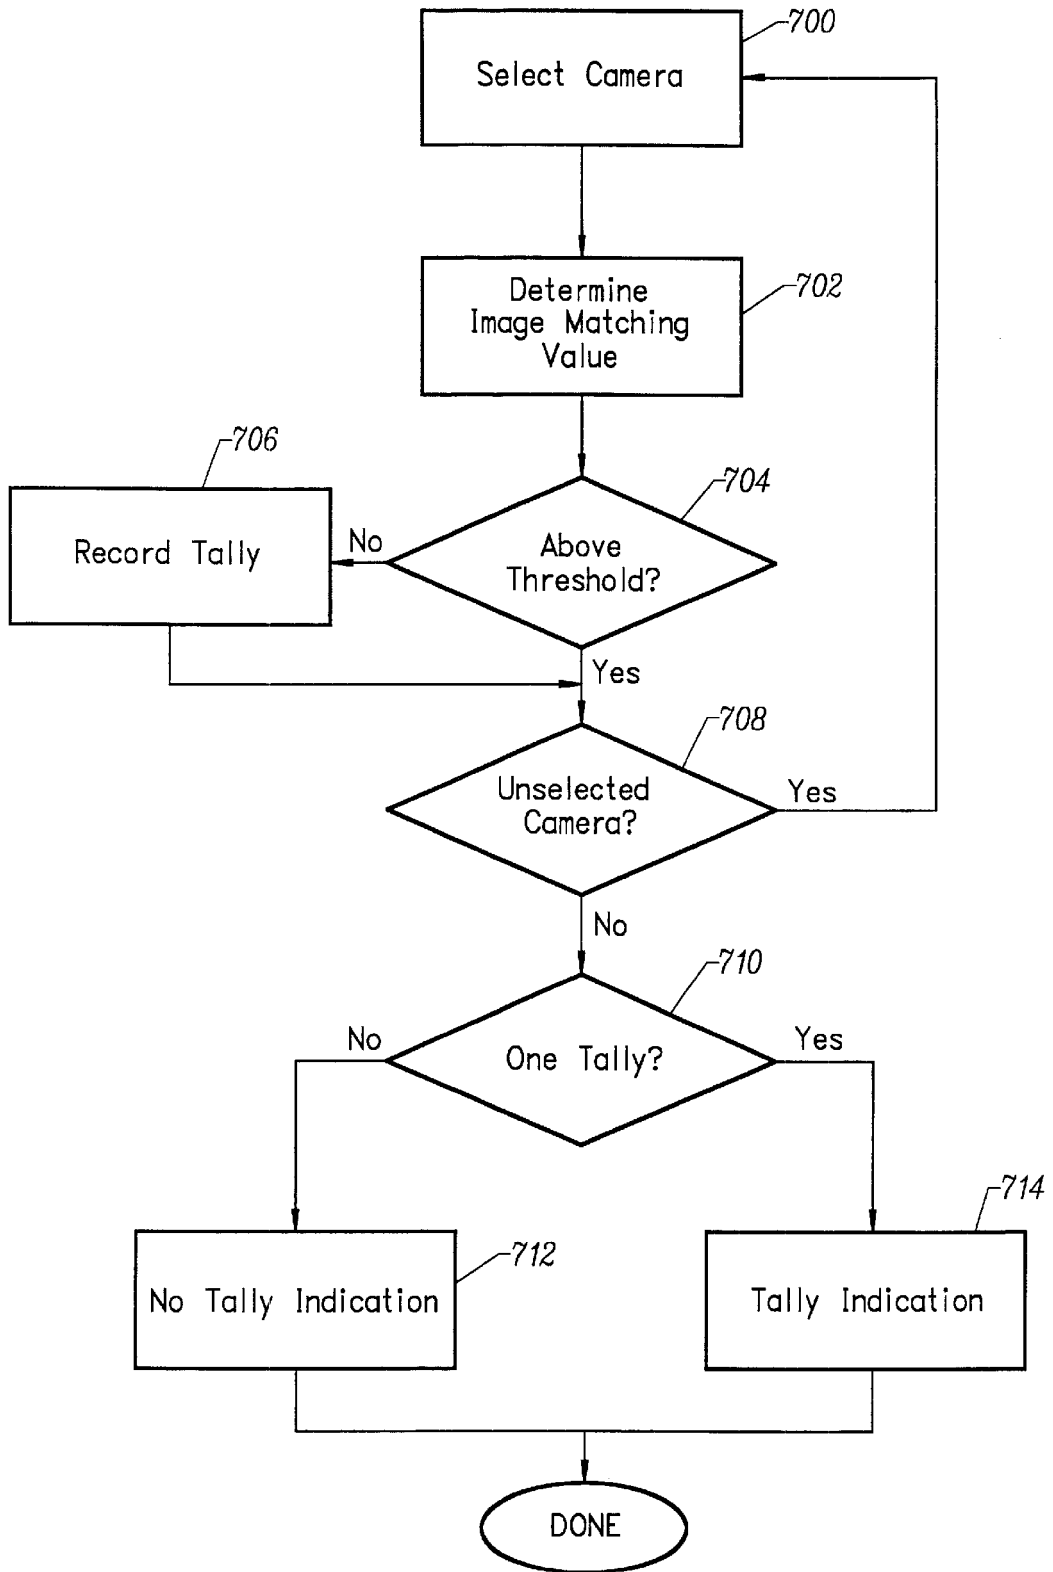 700
Select Camera
702
Determine
Image Matching
Value
706
704
Record Tally
No
Above
Threshold?
Yes
708
Unselected
Camera?
Yes
No
710
No
Yes
One Tally?
714
712
No Tally Indication
Tally Indication
DONE